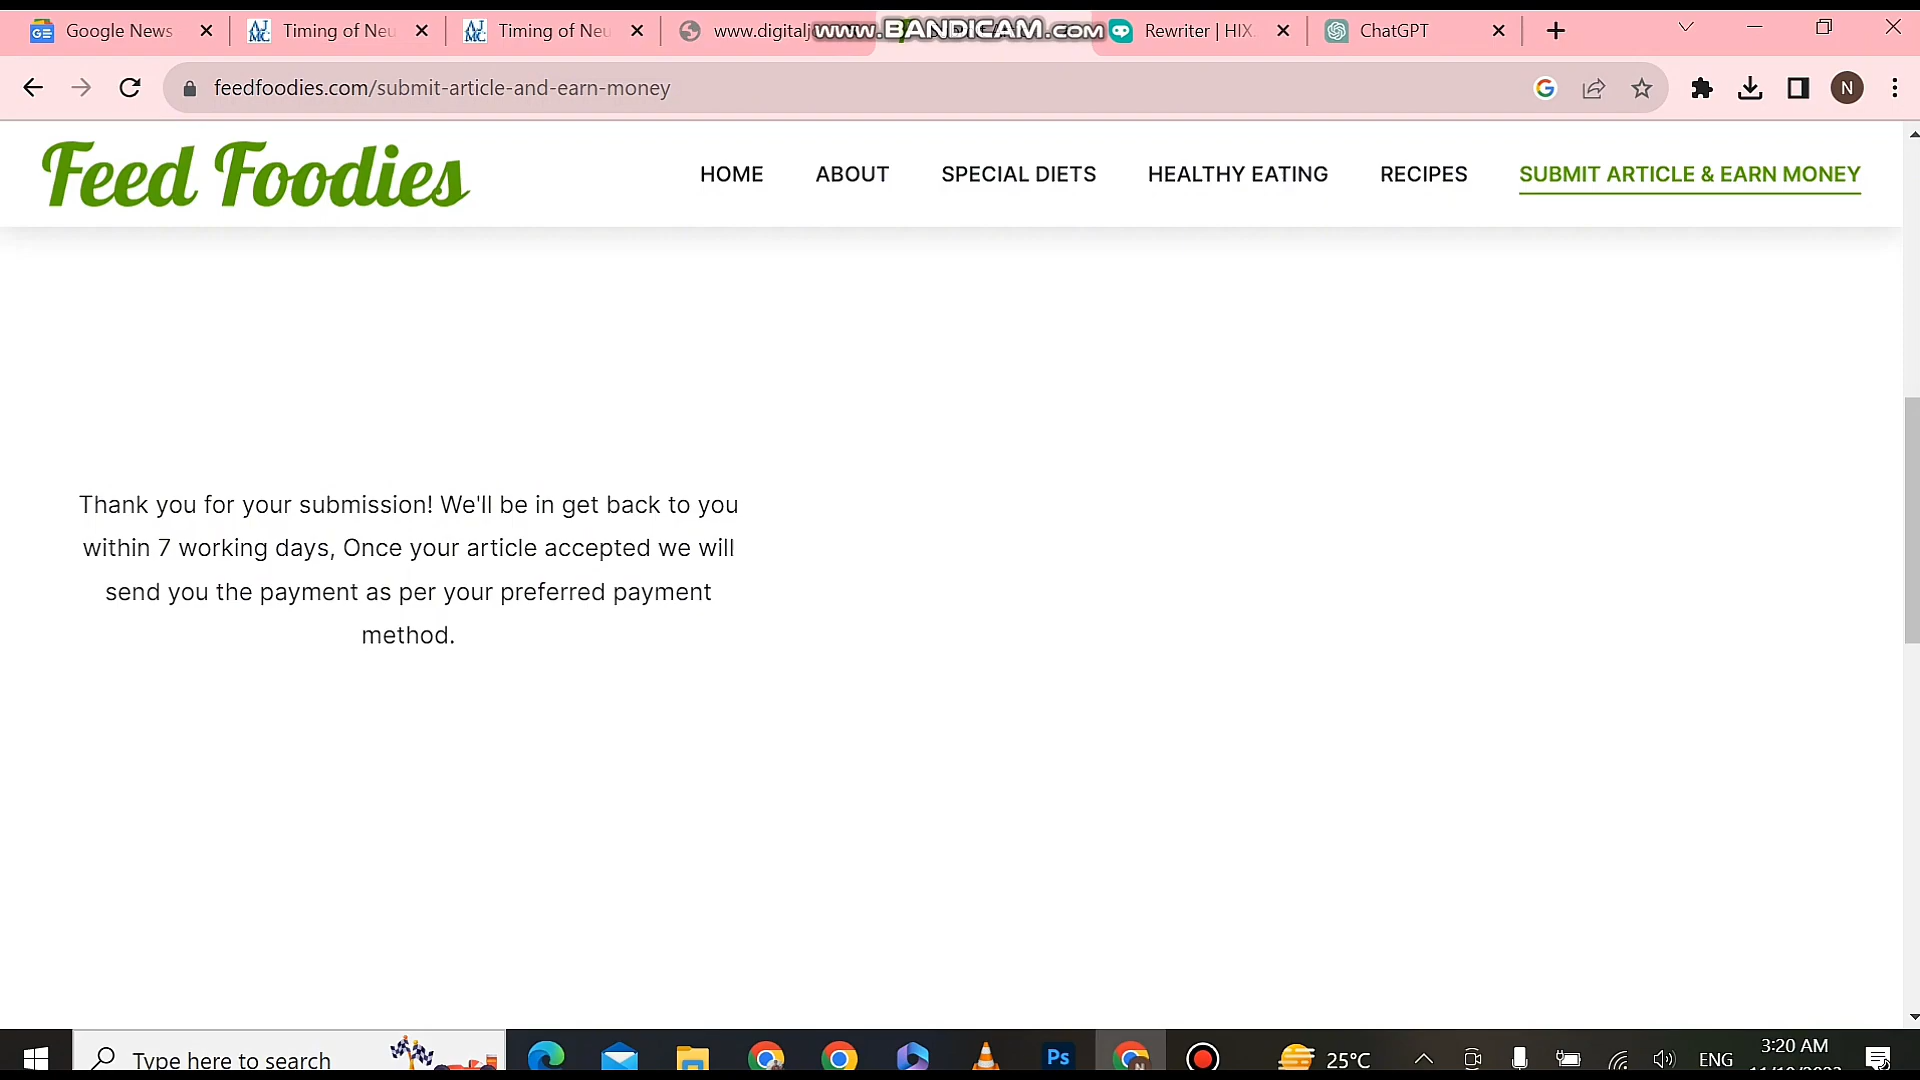 Google News
Timing of Neu
Timing of Neu
www.digitalj
www.BANDICAM.com
Rewriter | HIX
ChatGPT
feedfoodies.com/submit-article-and-earn-money
N
Feed Foodies
HOME ABOUT SPECIAL DIETS HEALTHY EATING RECIPES SUBMIT ARTICLE & EARN MONEY
Thank you for your submission! We'll be in get back to you
within 7 working days, Once your article accepted we will
send you the payment as per your preferred payment
method.
Type here to search
Ps
25°C
ENG
3:20 AM